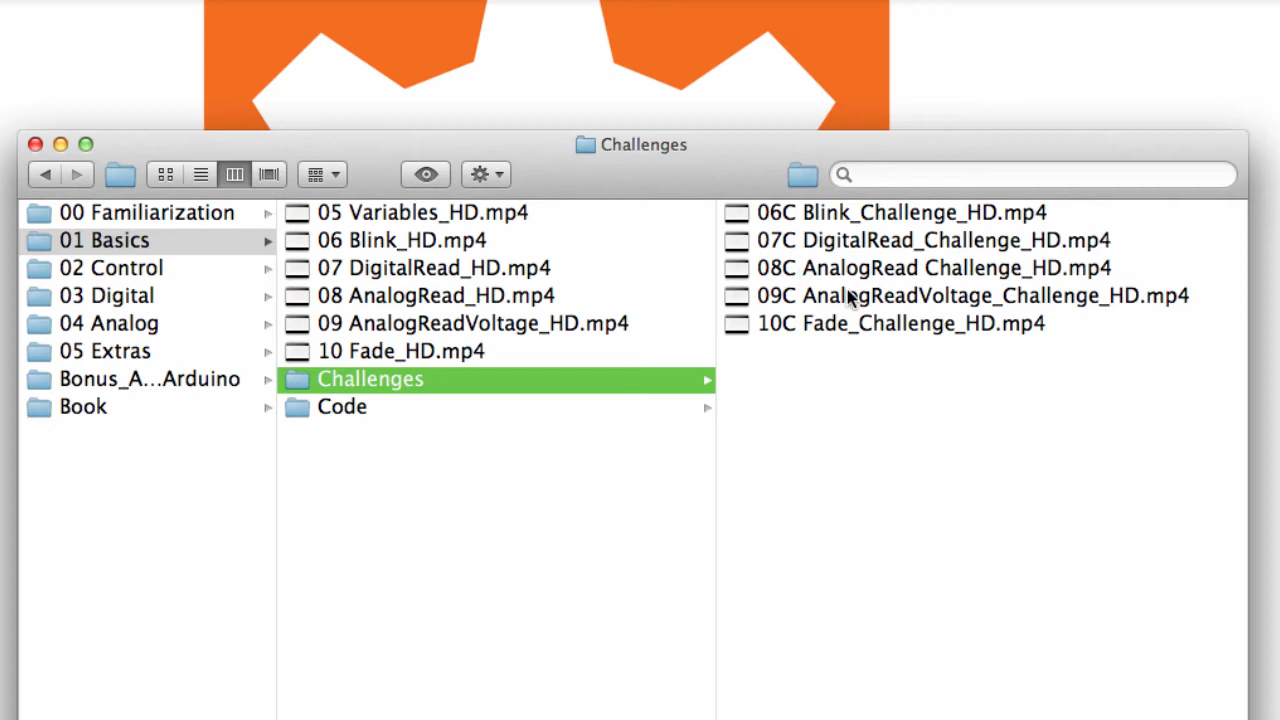 Challenges
00 Familiarization
01 Basics
02 Control
03 Digital
04 Analog
05 Extras
Bonus_A...Arduino
Book
05 Variables_HD.mp4
06 Blink_HD.mp4
07 DigitalRead_HD.mp4
08 AnalogRead_HD.mp4
09 AnalogReadVoltage_HD.mp4
10 Fade_HD.mp4
Challenges
Code
06C Blink_Challenge_HD.mp4
07C DigitalRead_Challenge_HD.mp4
08C AnalogRead Challenge_HD.mp4
09C AnalogReadVoltage_Challenge_HD.mp4
10C Fade_Challenge_HD.mp4